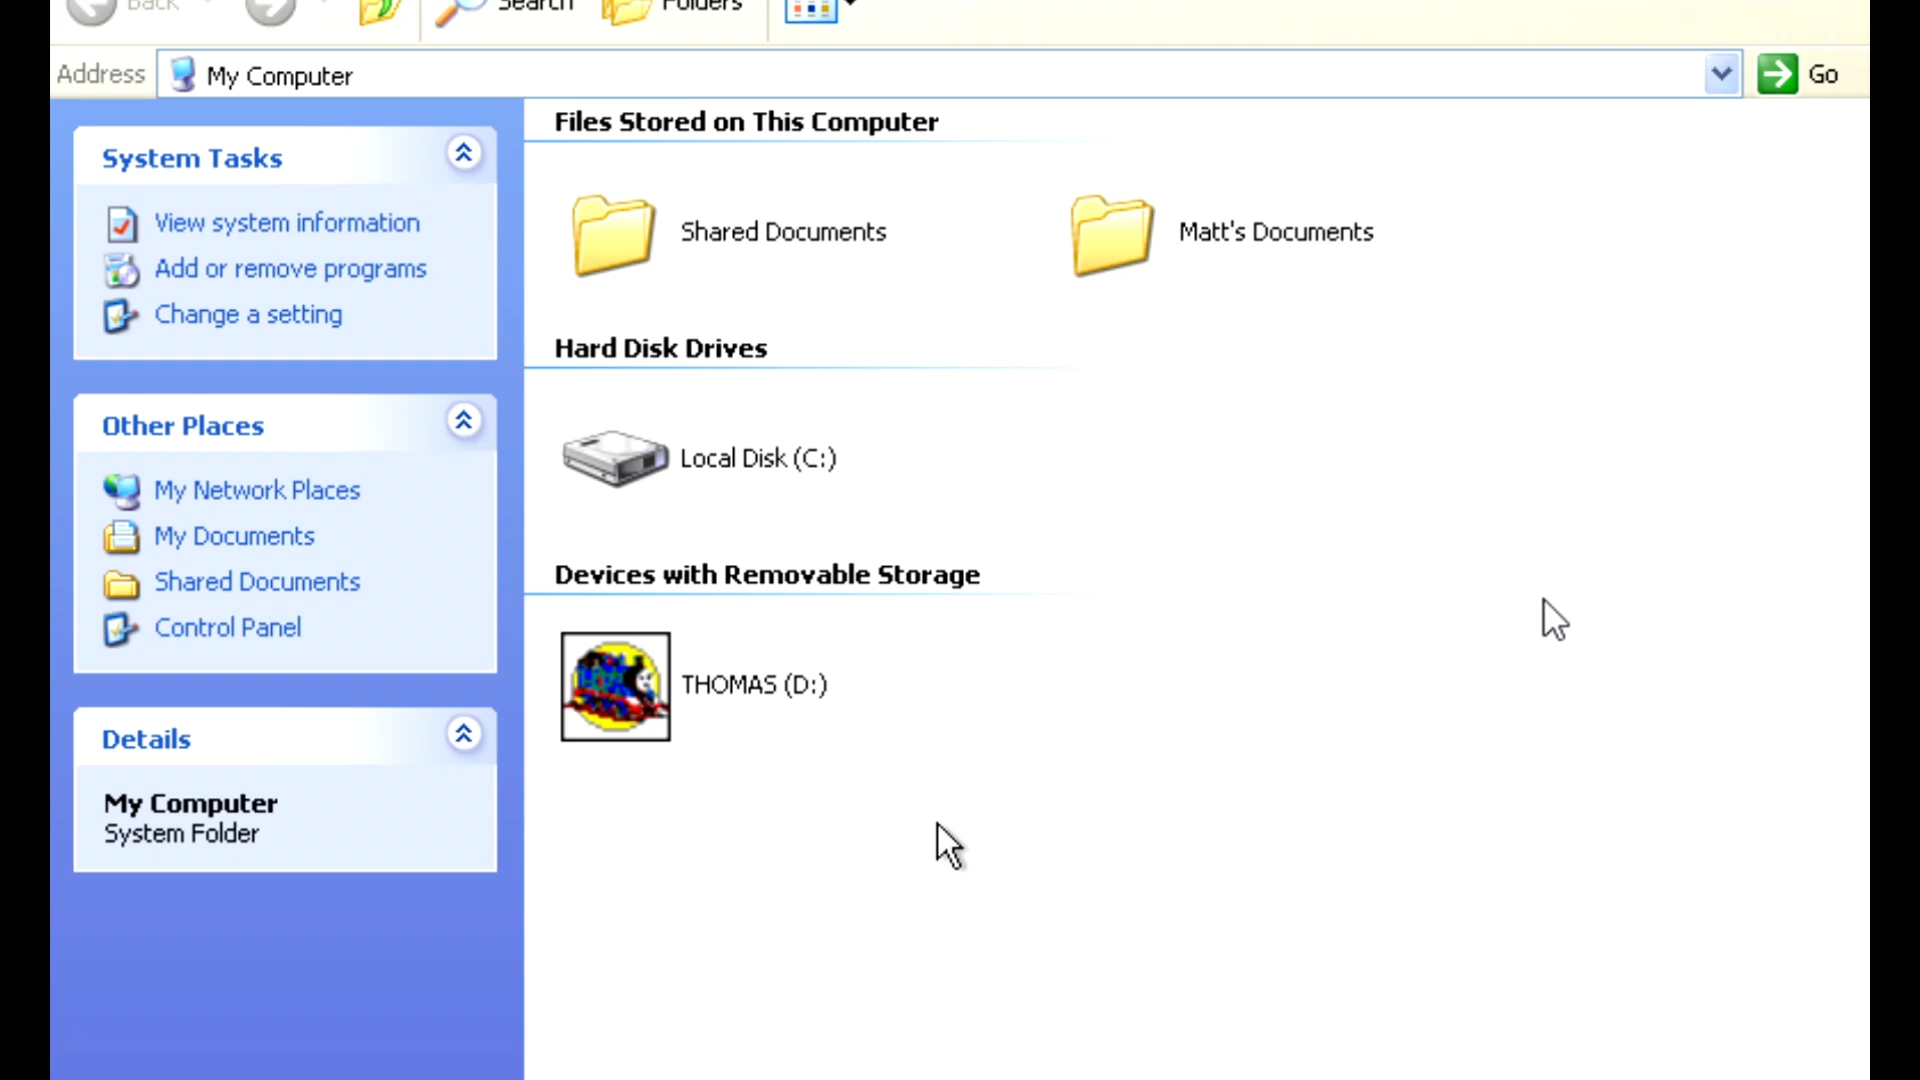 Back
Search
Folders
Address
My Computer
Go
System Tasks
View system information
Add or remove programs
Change a setting
Other Places
My Network Places
My Documents
Shared Documents
Control Panel
Details
My Computer
System Folder
Files Stored on This Computer
Shared Documents
Matt's Documents
Hard Disk Drives
Local Disk (C:)
Devices with Removable Storage
THOMAS (D:)